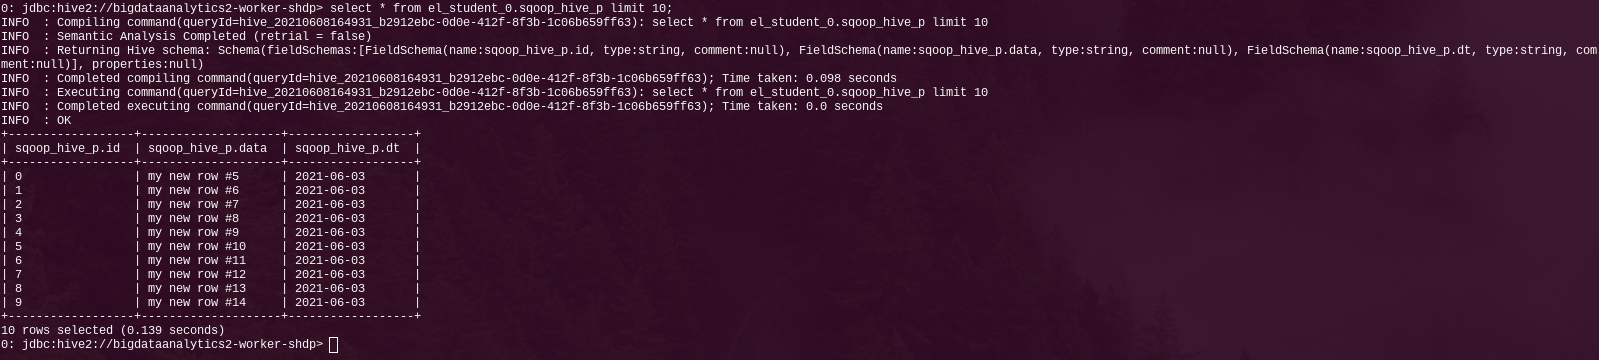 0: jdbc:hive2://bigdataanalytics2-worker-shdp> select * from el_student_0.sqoop_hive_p limit 10;
INFO  : Compiling command(queryId=hive_20210608164931_b2912ebc-0d0e-412f-8f3b-1c06b659ff63): select * from el_student_0.sqoop_hive_p limit 10
INFO  : Semantic Analysis Completed (retrial = false)
INFO  : Returning Hive schema: Schema(fieldSchemas:[FieldSchema(name:sqoop_hive_p.id, type:string, comment:null), FieldSchema(name:sqoop_hive_p.data, type:string, comment:null), FieldSchema(name:sqoop_hive_p.dt, type:string, com
ment:null)], properties:null)
INFO  : Completed compiling command(queryId=hive_20210608164931_b2912ebc-0d0e-412f-8f3b-1c06b659ff63); Time taken: 0.098 seconds
INFO  : Executing command(queryId=hive_20210608164931_b2912ebc-0d0e-412f-8f3b-1c06b659ff63): select * from el_student_0.sqoop_hive_p limit 10
INFO  : Completed executing command(queryId=hive_20210608164931_b2912ebc-0d0e-412f-8f3b-1c06b659ff63); Time taken: 0.0 seconds
INFO  : OK
+------------------+--------------------+------------------+
| sqoop_hive_p.id  | sqoop_hive_p.data  | sqoop_hive_p.dt  |
+------------------+--------------------+------------------+
| 0                | my new row #5      | 2021-06-03       |
| 1                | my new row #6      | 2021-06-03       |
| 2                | my new row #7      | 2021-06-03       |
| 3                | my new row #8      | 2021-06-03       |
| 4                | my new row #9      | 2021-06-03       |
| 5                | my new row #10     | 2021-06-03       |
| 6                | my new row #11     | 2021-06-03       |
| 7                | my new row #12     | 2021-06-03       |
| 8                | my new row #13     | 2021-06-03       |
| 9                | my new row #14     | 2021-06-03       |
+------------------+--------------------+------------------+
10 rows selected (0.139 seconds)
0: jdbc:hive2://bigdataanalytics2-worker-shdp>